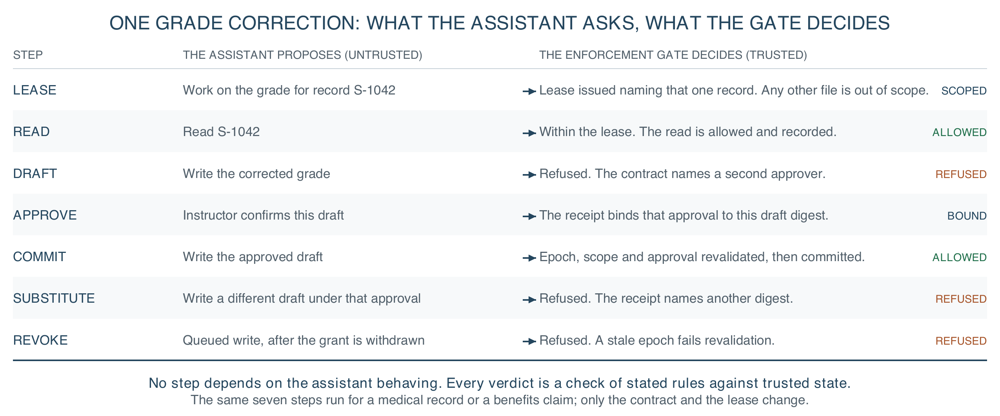 ONE GRADE CORRECTION: WHAT THE ASSISTANT ASKS, WHAT THE GATE DECIDES
STEP THE ASSISTANT PROPOSES (UNTRUSTED) THE ENFORCEMENT GATE DECIDES (TRUSTED)
LEASE Work on the grade for record S-1042 Lease issued naming that one record. Any other file is out of scope. SCOPED
READ Read S-1042 Within the lease. The read is allowed and recorded. ALLOWED
DRAFT Write the corrected grade Refused. The contract names a second approver. REFUSED
APPROVE Instructor confirms this draft The receipt binds that approval to this draft digest. BOUND
COMMIT Write the approved draft Epoch, scope and approval revalidated, then committed. ALLOWED
SUBSTITUTE Write a different draft under that approval Refused. The receipt names another digest. REFUSED
REVOKE Queued write, after the grant is withdrawn Refused. A stale epoch fails revalidation. REFUSED
No step depends on the assistant behaving. Every verdict is a check of stated rules against trusted state.
The same seven steps run for a medical record or a benefits claim; only the contract and the lease change.